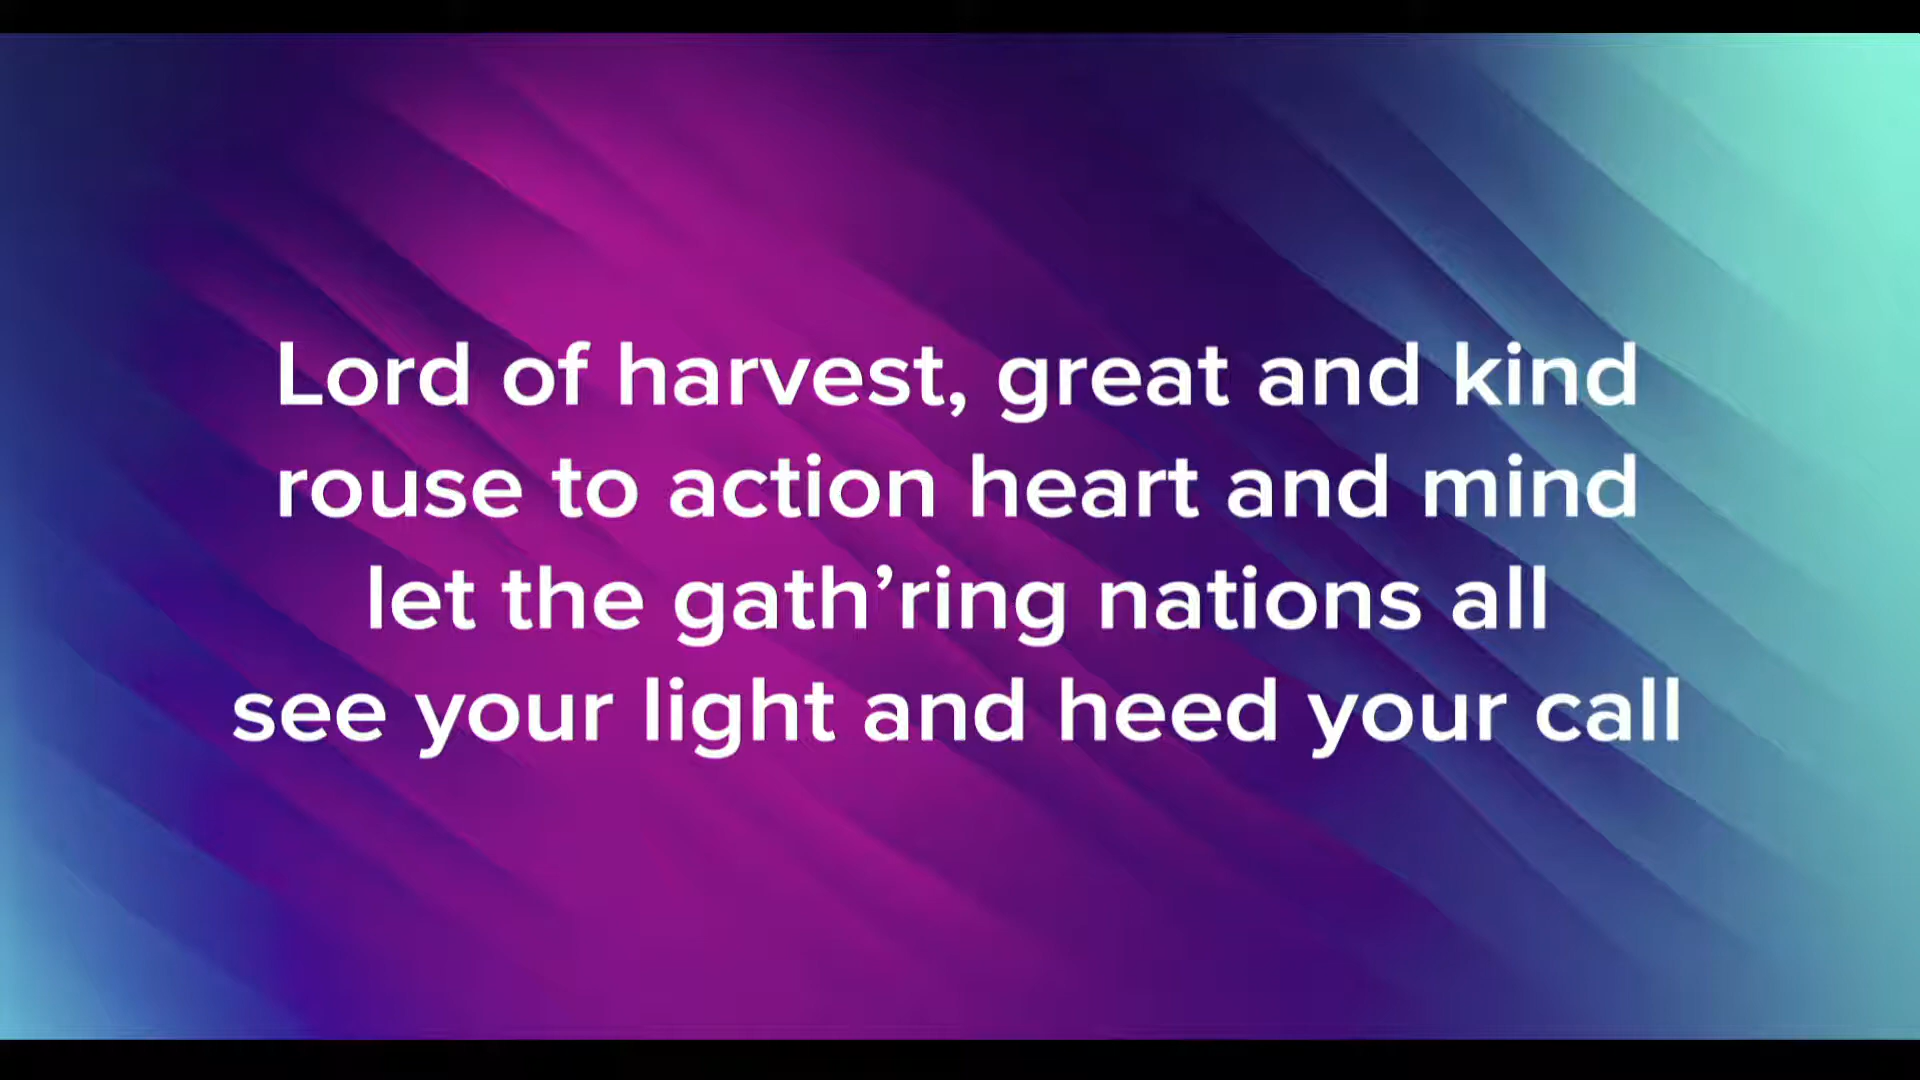 Lord of harvest, great and kind
rouse to action heart and mind
let the gath’ring nations all
see your light and heed your call